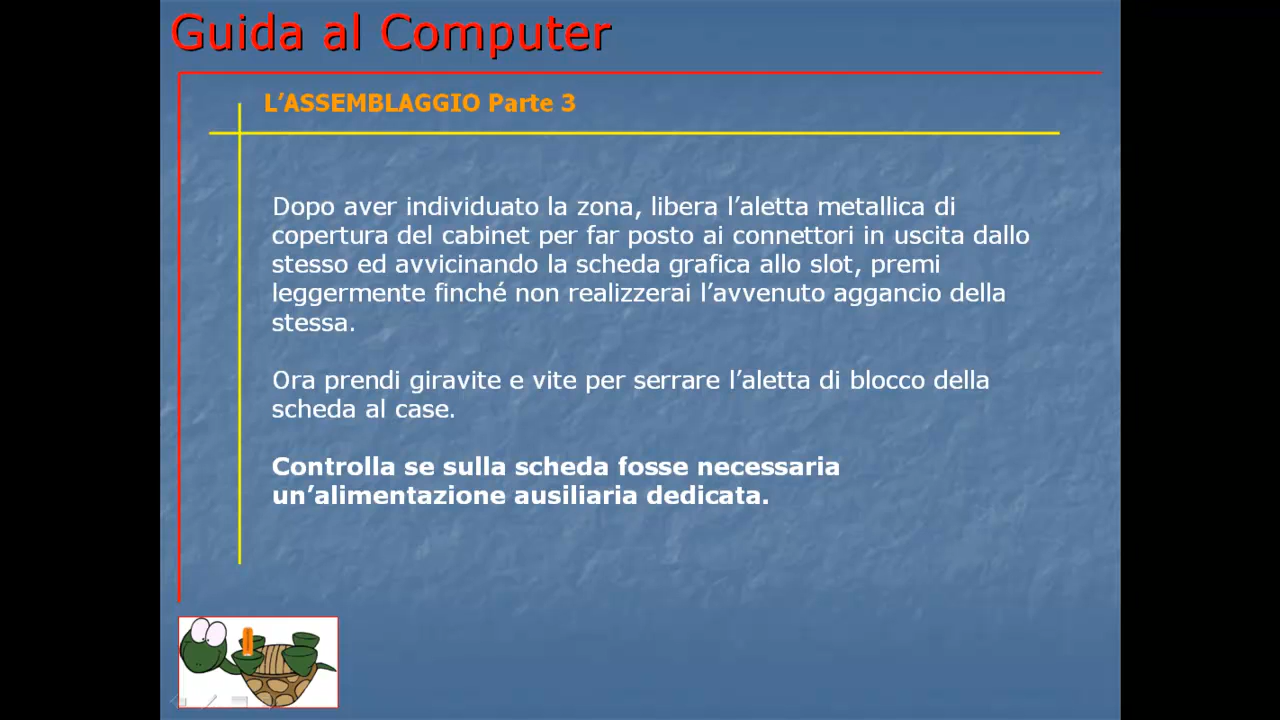 Guida al Computer
L’ASSEMBLAGGIO Parte 3
Dopo aver individuato la zona, libera l’aletta metallica di
copertura del cabinet per far posto ai connettori in uscita dallo
stesso ed avvicinando la scheda grafica allo slot, premi
leggermente finché non realizzerai l’avvenuto aggancio della
stessa.
Ora prendi giravite e vite per serrare l’aletta di blocco della
scheda al case.
Controlla se sulla scheda fosse necessaria
un’alimentazione ausiliaria dedicata.